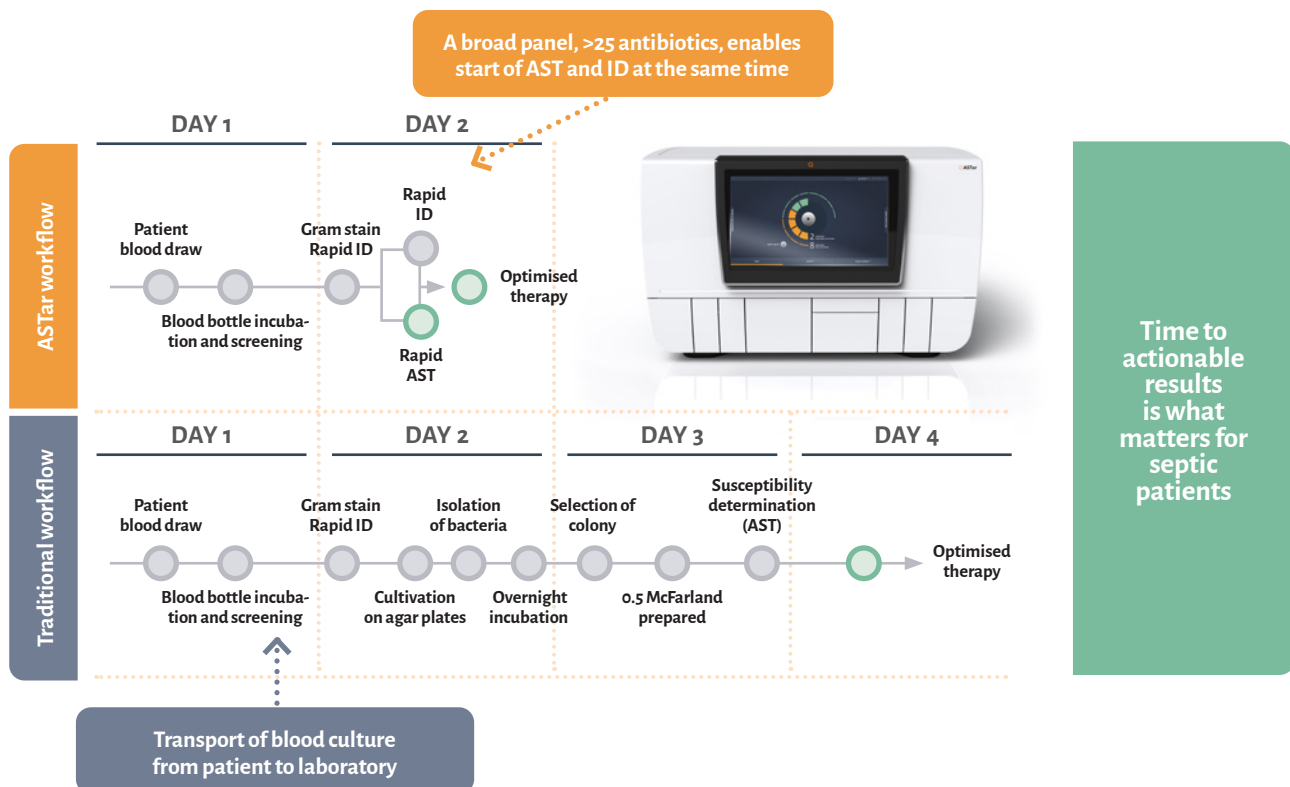 A broad panel, >25 antibiotics, enables
start of AST and ID at the same time
DAY 1
DAY 2
ASTar workflow
Patient
blood draw
Blood bottle incuba-
tion and screening
Gram stain
Rapid ID
Rapid
ID
Rapid
AST
Optimised
therapy
ASTar
2
8
Time to
actionable
results
is what
matters for
septic
patients
Traditional workflow
DAY 1
DAY 2
DAY 3
DAY 4
Patient
blood draw
Blood bottle incuba-
tion and screening
Gram stain
Rapid ID
Cultivation
on agar plates
Isolation
of bacteria
Overnight
incubation
Selection of
colony
0.5 McFarland
prepared
Susceptibility
determination
(AST)
Optimised
therapy
Transport of blood culture
from patient to laboratory